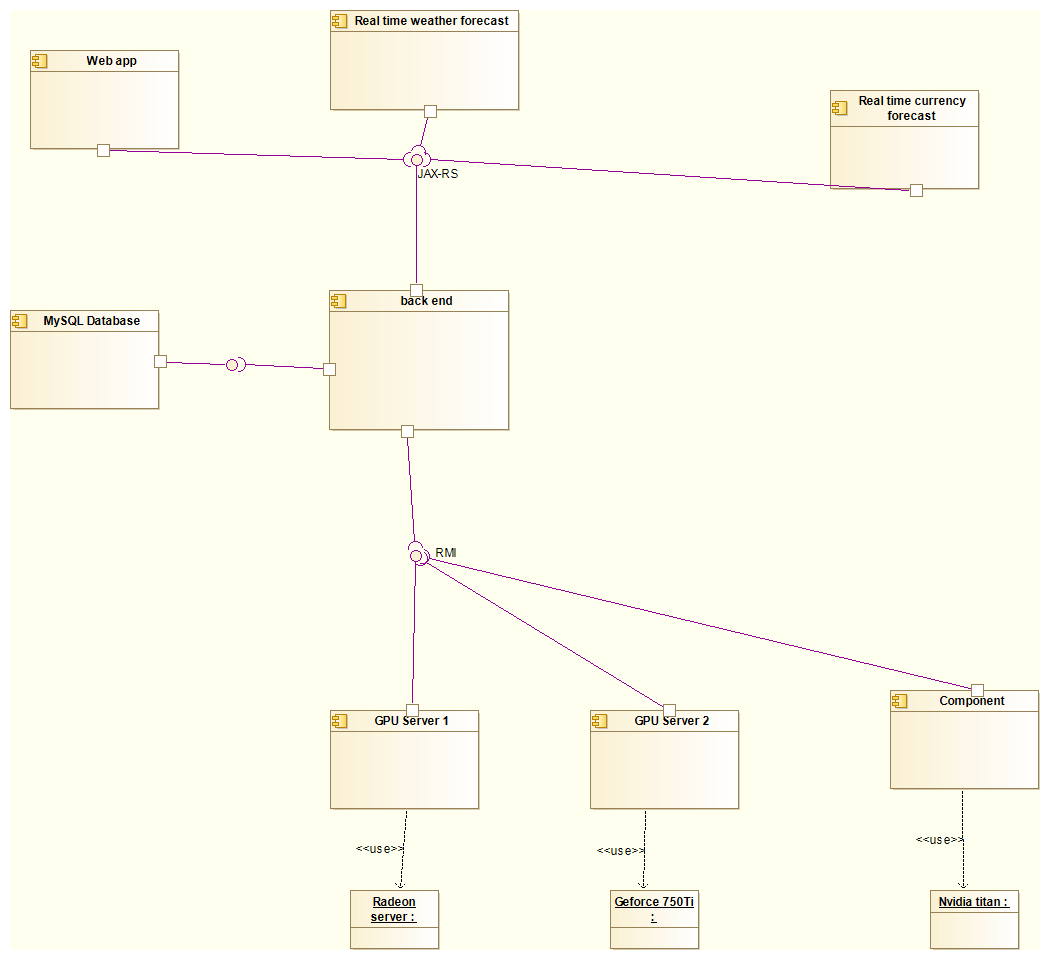 Real time weather forecast
Web app
Real time currency
forecast
JAX-RS
back end
MySQL Database
RMI
GPU Server 1
GPU Server 2
Component
<<use>>
<<use>>
<<use>>
Radeon
server :
Geforce 750Ti
:
Nvidia titan :